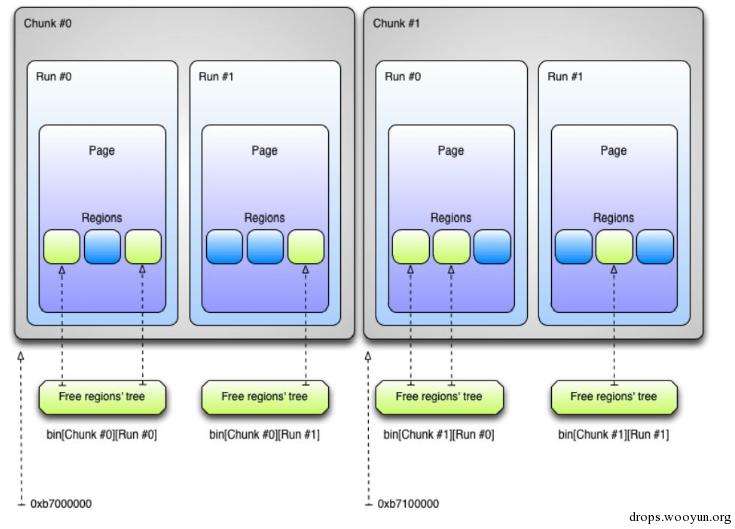 Chunk #0
Chunk #1
Run #0
Run #1
Run #0
Run #1
Page
Page
Page
Page
Regions
Regions
Regions
Regions
Free regions' tree
Free regions' tree
Free regions' tree
Free regions' tree
bin[Chunk #0][Run #0]
bin[Chunk #0][Run #1]
bin[Chunk #1][Run #0]
bin[Chunk #1][Run #1]
0xb7000000
0xb7100000
drops.wooyun.org